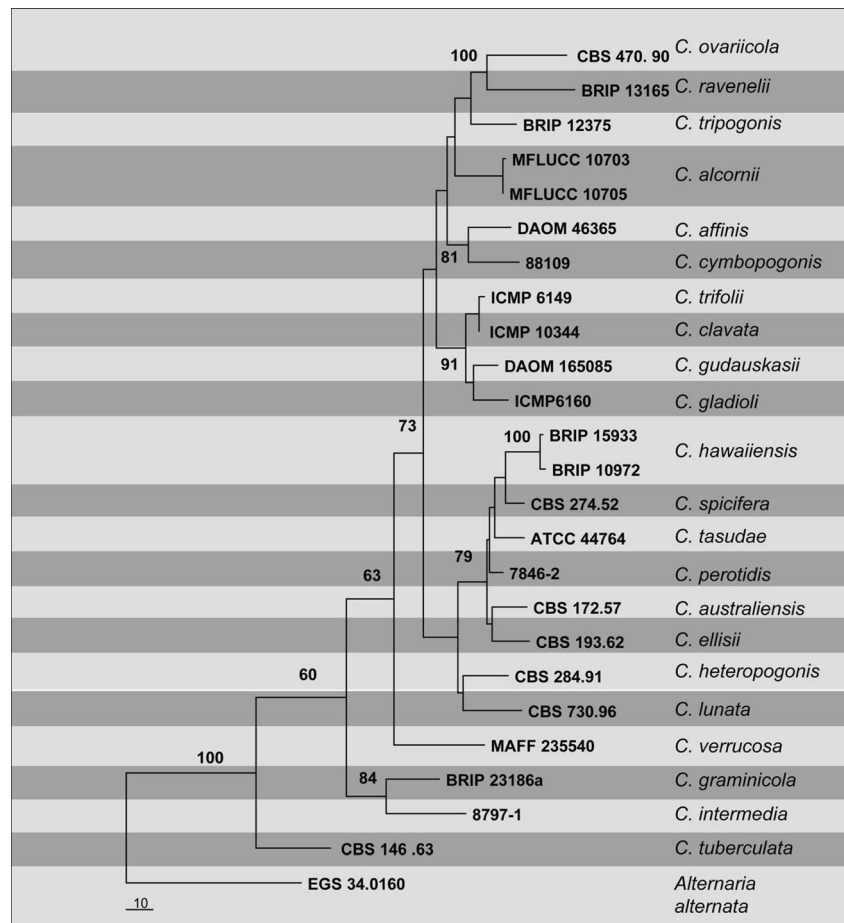 100 CBS 470. 90 C. ovariicola
BRIP 13165 C. ravenelii
BRIP 12375 C. tripogonis
MFLUCC 10703
C. alcornii
MFLUCC 10705
DAOM 46365 C. affinis
81 88109 C. cymbopogonis
ICMP 6149 C. trifolii
ICMP 10344 C. clavata
91 DAOM 165085 C. gudauskasii
ICMP6160 C. gladioli
73
100 BRIP 15933
C. hawaiiensis
BRIP 10972
CBS 274.52 C. spicifera
ATCC 44764 C. tasudae
79
7846-2 C. perotidis
63
CBS 172.57 C. australiensis
CBS 193.62 C. ellisii
60 CBS 284.91 C. heteropogonis
CBS 730.96 C. lunata
MAFF 235540 C. verrucosa
100
84 BRIP 23186a C. graminicola
8797-1 C. intermedia
CBS 146 .63 C. tuberculata
EGS 34.0160 Alternaria
alternata
10